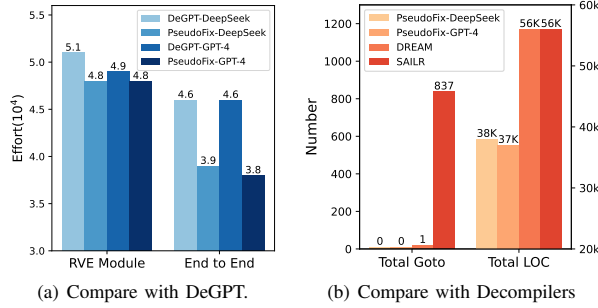 5.5
5.0
4.5
4.0
3.5
3.0
Effort(10⁴)
DeGPT-DeepSeek
PseudoFix-DeepSeek
DeGPT-GPT-4
PseudoFix-GPT-4
5.1
4.8
4.9
4.8
4.6
3.9
4.6
3.8
RVE Module
End to End
(a) Compare with DeGPT.
1200
1000
800
600
400
200
0
Number
PseudoFix-DeepSeek
PseudoFix-GPT-4
DREAM
SAILR
0
0
1
837
38K
37K
56K
56K
60k
50k
40k
30k
20k
Total Goto
Total LOC
(b) Compare with Decompilers